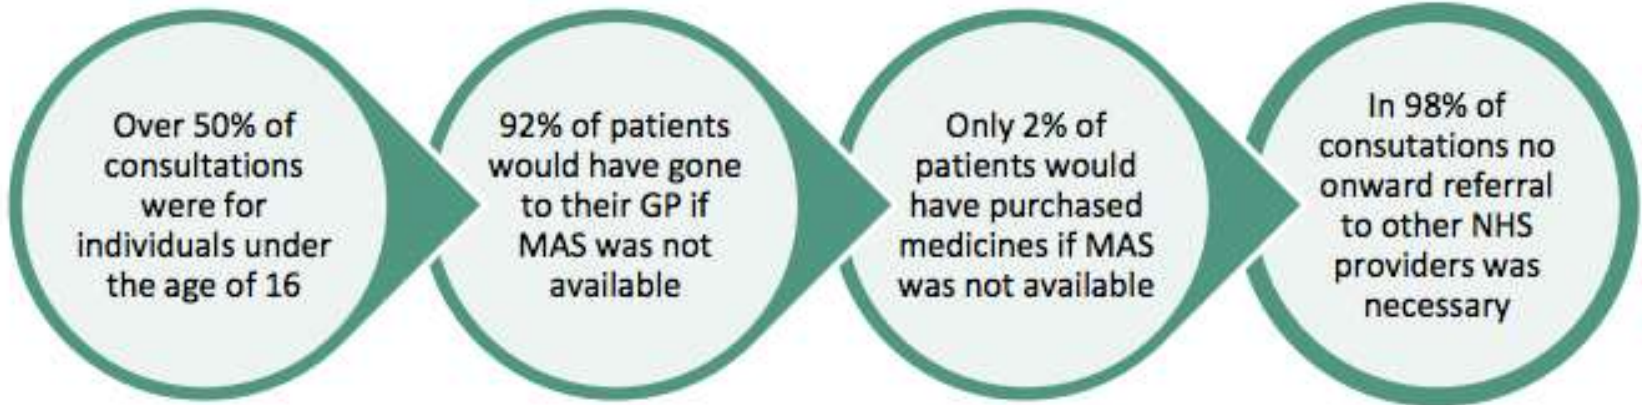 Over 50% of
consultations
were for
individuals under
the age of 16
92% of patients
would have gone
to their GP if
MAS was not
available
Only 2% of
patients would
have purchased
medicines if MAS
was not available
In 98% of
consutations no
onward referral
to other NHS
providers was
necessary